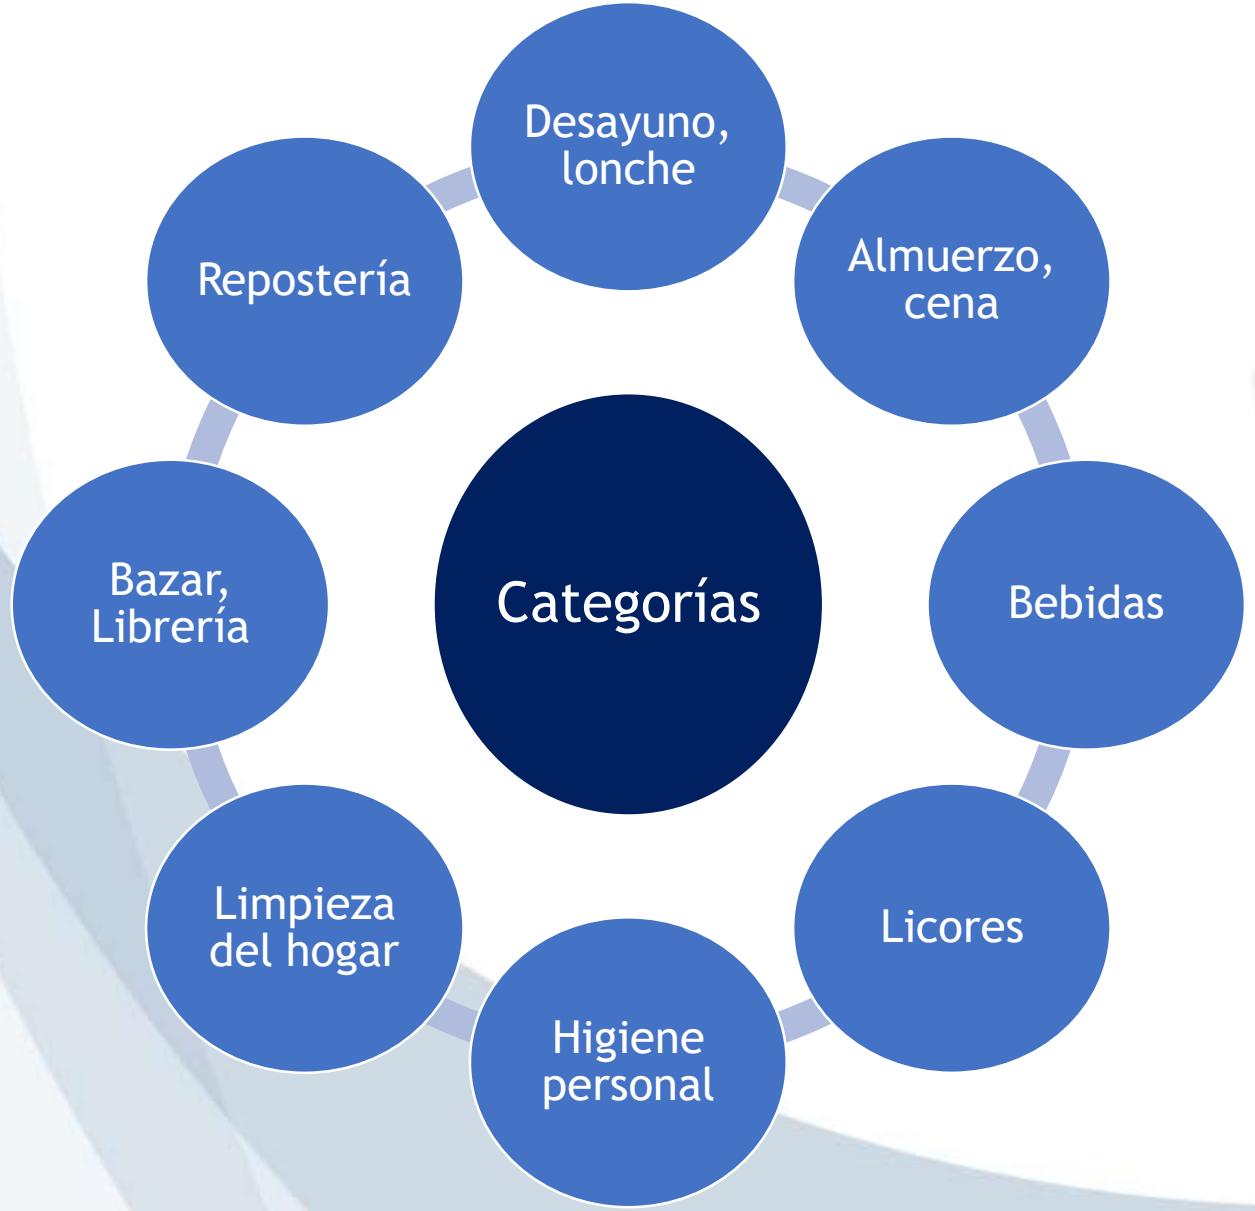 Desayuno,
lonche
Almuerzo,
cena
Bebidas
Licores
Higiene
personal
Limpieza
del hogar
Bazar,
Librería
Repostería
Categorías